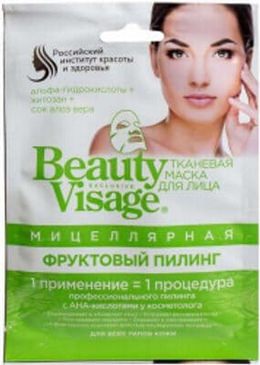 Российский
институт красоты
и здоровья
альфа-гидрокислоты +
хитозан +
сок алоэ вера
Beauty
Visage®
EXCLUSIVE
ТКАНЕВАЯ
МАСКА
ДЛЯ ЛИЦА
МИЦЕЛЛЯРНАЯ
ФРУКТОВЫЙ ПИЛИНГ
1 применение = 1 процедура
профессионального пилинга
с АНА-кислотами у косметолога
ДЛЯ ВСЕХ ТИПОВ КОЖИ